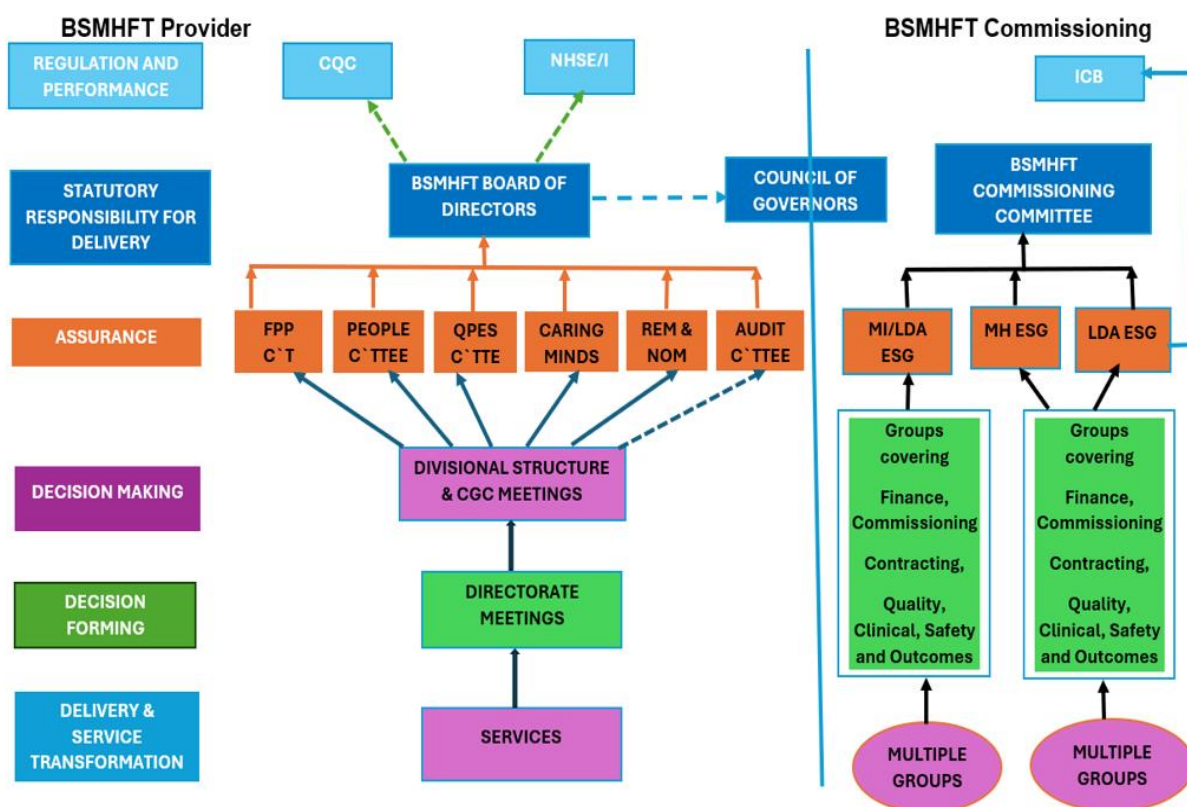 BSMHFT Provider
BSMHFT Commissioning
REGULATION AND
PERFORMANCE
CQC
NHSE/I
ICB
STATUTORY
RESPONSIBILITY FOR
DELIVERY
BSMHFT BOARD OF
DIRECTORS
COUNCIL OF
GOVERNORS
BSMHFT
COMMISSIONING
COMMITTEE
ASSURANCE
FPP
C`T
PEOPLE
C`TTEE
QPES
C`TTE
CARING
MINDS
REM &
NOM
AUDIT
C`TTEE
MI/LDA
ESG
MH ESG
LDA ESG
DECISION MAKING
DIVISIONAL STRUCTURE
& CGC MEETINGS
Groups
covering
Finance,
Commissioning
Contracting,
Quality,
Clinical, Safety
and Outcomes
Groups
covering
Finance,
Commissioning
Contracting,
Quality,
Clinical, Safety
and Outcomes
DECISION
FORMING
DIRECTORATE
MEETINGS
DELIVERY &
SERVICE
TRANSFORMATION
SERVICES
MULTIPLE
GROUPS
MULTIPLE
GROUPS